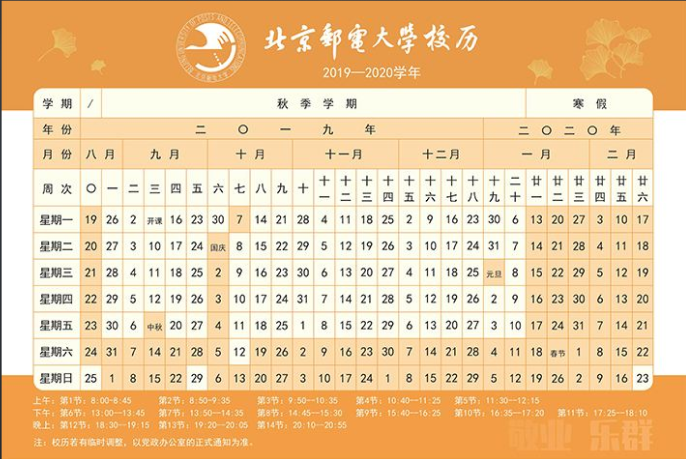 北京郵電大學校历
2019—2020学年
学期 / 秋季学期 寒假
年份 二〇一九年 二〇二〇年
月份 八月 九月 十月 十一月 十二月 一月 二月
周次 〇 一 二 三 四 五 六 七 八 九 十 十一 十二 十三 十四 十五 十六 十七 十八 十九 二十 廿一 廿二 廿三 廿四 廿五 廿六
星期一 19 26 2 开课 16 23 30 7 14 21 28 4 11 18 25 2 9 16 23 30 6 13 20 27 3 10 17
星期二 20 27 3 10 17 24 国庆 8 15 22 29 5 12 19 26 3 10 17 24 31 7 14 21 28 4 11 18
星期三 21 28 4 11 18 25 2 9 16 23 30 6 13 20 27 4 11 18 25 元旦 8 15 22 29 5 12 19
星期四 22 29 5 12 19 26 3 10 17 24 31 7 14 21 28 5 12 19 26 2 9 16 23 30 6 13 20
星期五 23 30 6 中秋 20 27 4 11 18 25 1 8 15 22 29 6 13 20 27 3 10 17 24 31 7 14 21
星期六 24 31 7 14 21 28 5 12 19 26 2 9 16 23 30 7 14 21 28 4 11 18 春节 1 8 15 22
星期日 25 1 8 15 22 29 6 13 20 27 3 10 17 24 1 8 15 22 29 5 12 19 26 2 9 16 23
上午：第1节：8:00--8:45 第2节：8:50--9:35 第3节：9:50--10:35 第4节：10:40--11:25 第5节：11:30--12:15
下午：第6节：13:00--13:45 第7节：13:50--14:35 第8节：14:45--15:30 第9节：15:40--16:25 第10节：16:35--17:20 第11节：17:25--18:10
晚上：第12节：18:30--19:15 第13节：19:20--20:05 第14节：20:10--20:55
注：校历若有临时调整，以党政办公室的正式通知为准。
敬业 乐群